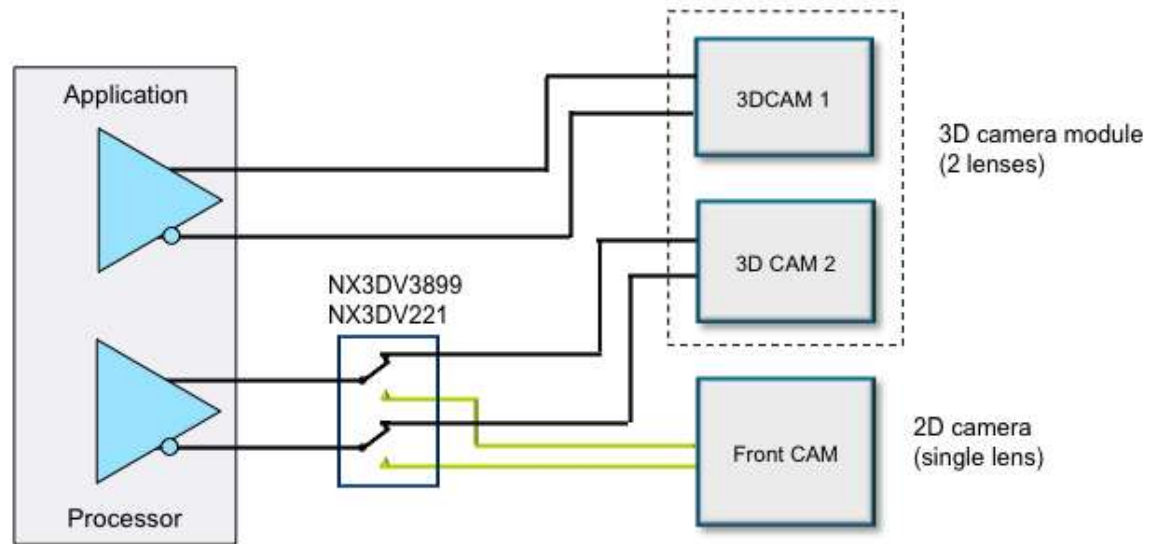 Application
Processor
NX3DV3899
NX3DV221
3DCAM 1
3D CAM 2
3D camera module
(2 lenses)
Front CAM
2D camera
(single lens)